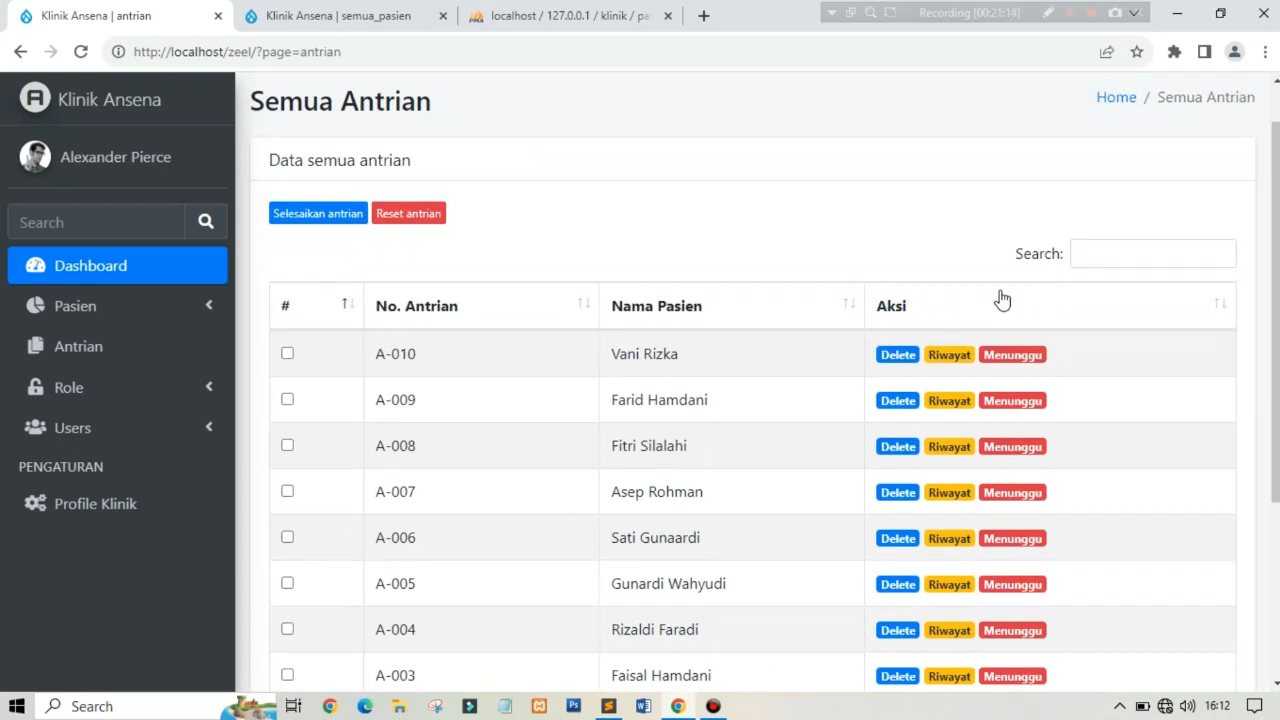 Klinik Ansena | antrian
Klinik Ansena | semua_pasien
localhost / 127.0.0.1 / klinik / pa
Recording [00:21:14]
http://localhost/zeel/?page=antrian
Klinik Ansena
Alexander Pierce
Search
Dashboard
Pasien
Antrian
Role
Users
PENGATURAN
Profile Klinik
Semua Antrian
Home / Semua Antrian
Data semua antrian
Selesaikan antrian Reset antrian
Search:
# No. Antrian Nama Pasien Aksi
A-010 Vani Rizka Delete Riwayat Menunggu
A-009 Farid Hamdani Delete Riwayat Menunggu
A-008 Fitri Silalahi Delete Riwayat Menunggu
A-007 Asep Rohman Delete Riwayat Menunggu
A-006 Sati Gunaardi Delete Riwayat Menunggu
A-005 Gunardi Wahyudi Delete Riwayat Menunggu
A-004 Rizaldi Faradi Delete Riwayat Menunggu
A-003 Faisal Hamdani Delete Riwayat Menunggu
Search
16:12